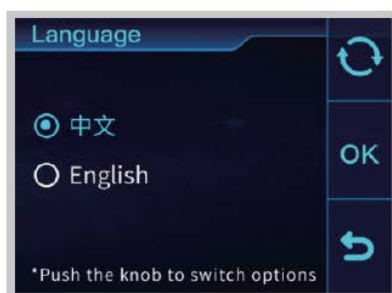 Language
中文
English
OK
*Push the knob to switch options